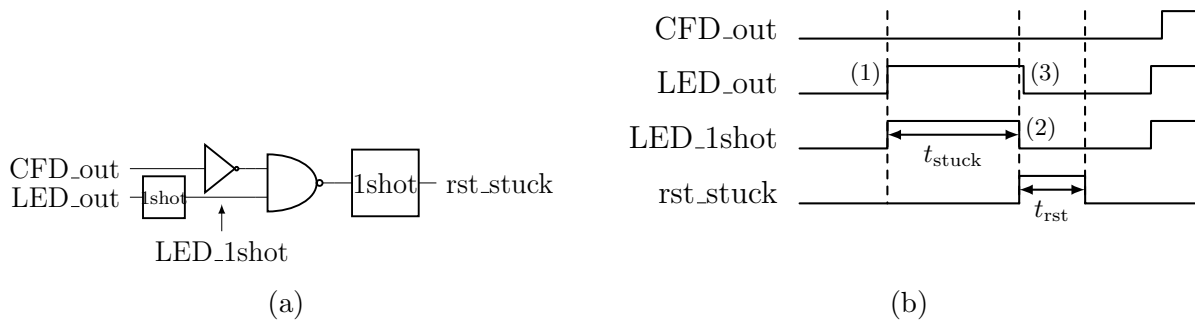 CFD_out
LED_out
1shot
1shot
rst_stuck
LED_1shot
(a)
CFD_out
(1)
(3)
LED_out
LED_1shot
(2)
t_stuck
rst_stuck
t_rst
(b)